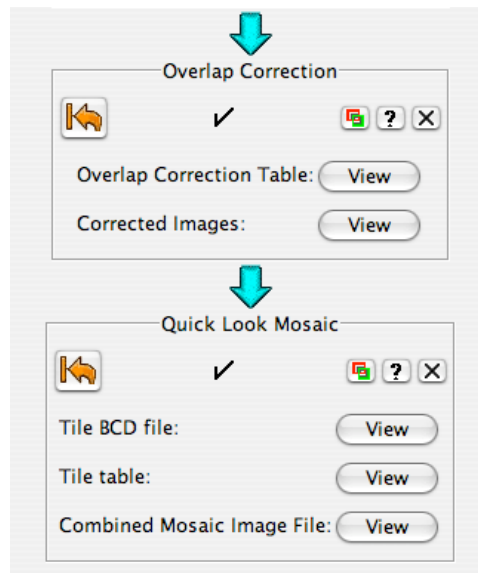 Overlap Correction
?
Overlap Correction Table: View
Corrected Images: View
Quick Look Mosaic
?
Tile BCD file: View
Tile table: View
Combined Mosaic Image File: View